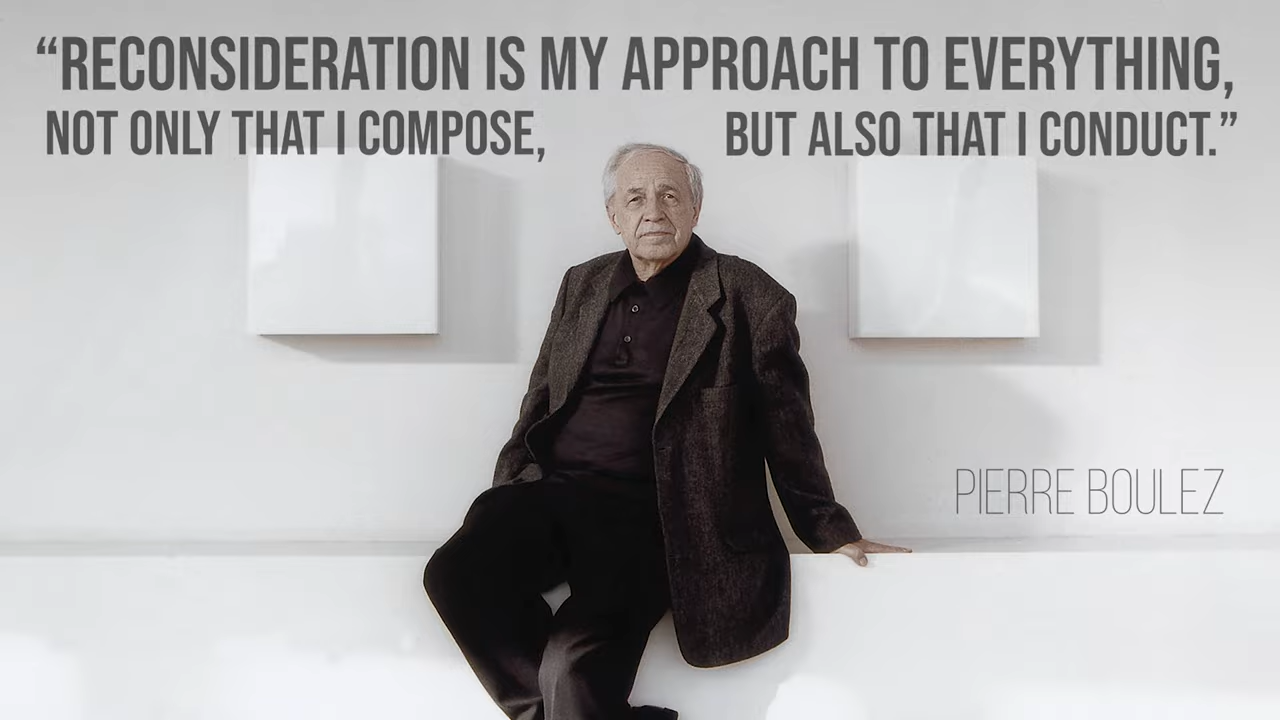 “RECONSIDERATION IS MY APPROACH TO EVERYTHING,
NOT ONLY THAT I COMPOSE, BUT ALSO THAT I CONDUCT.”
PIERRE BOULEZ